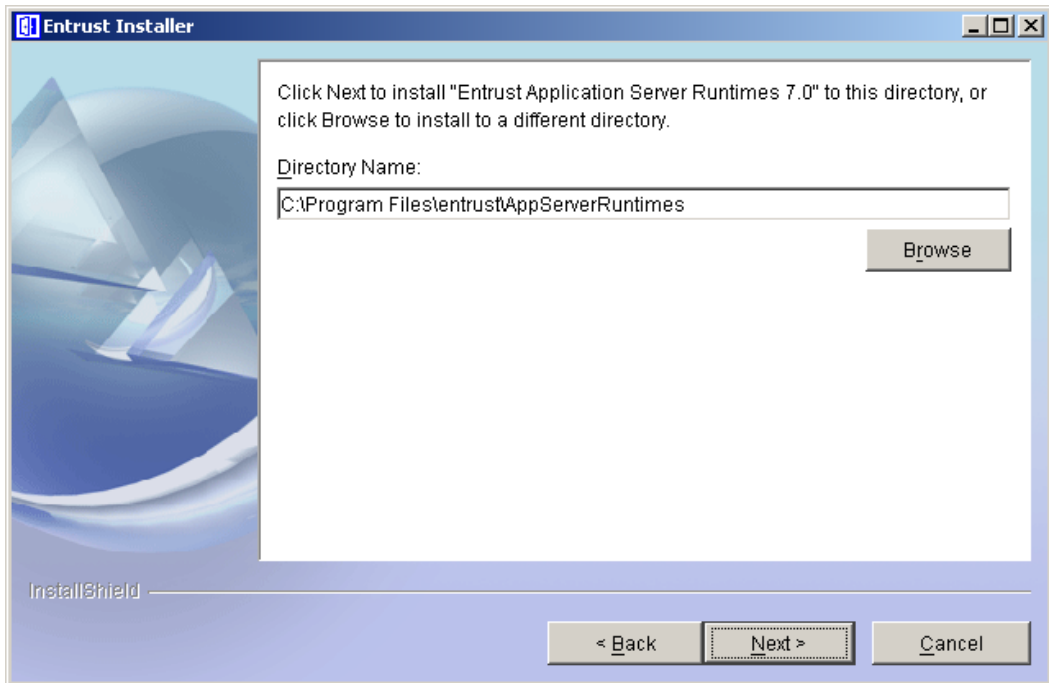 Entrust Installer
Click Next to install "Entrust Application Server Runtimes 7.0" to this directory, or
click Browse to install to a different directory.
Directory Name:
C:\Program Files\entrust\AppServerRuntimes
Browse
InstallShield
< Back
Next >
Cancel